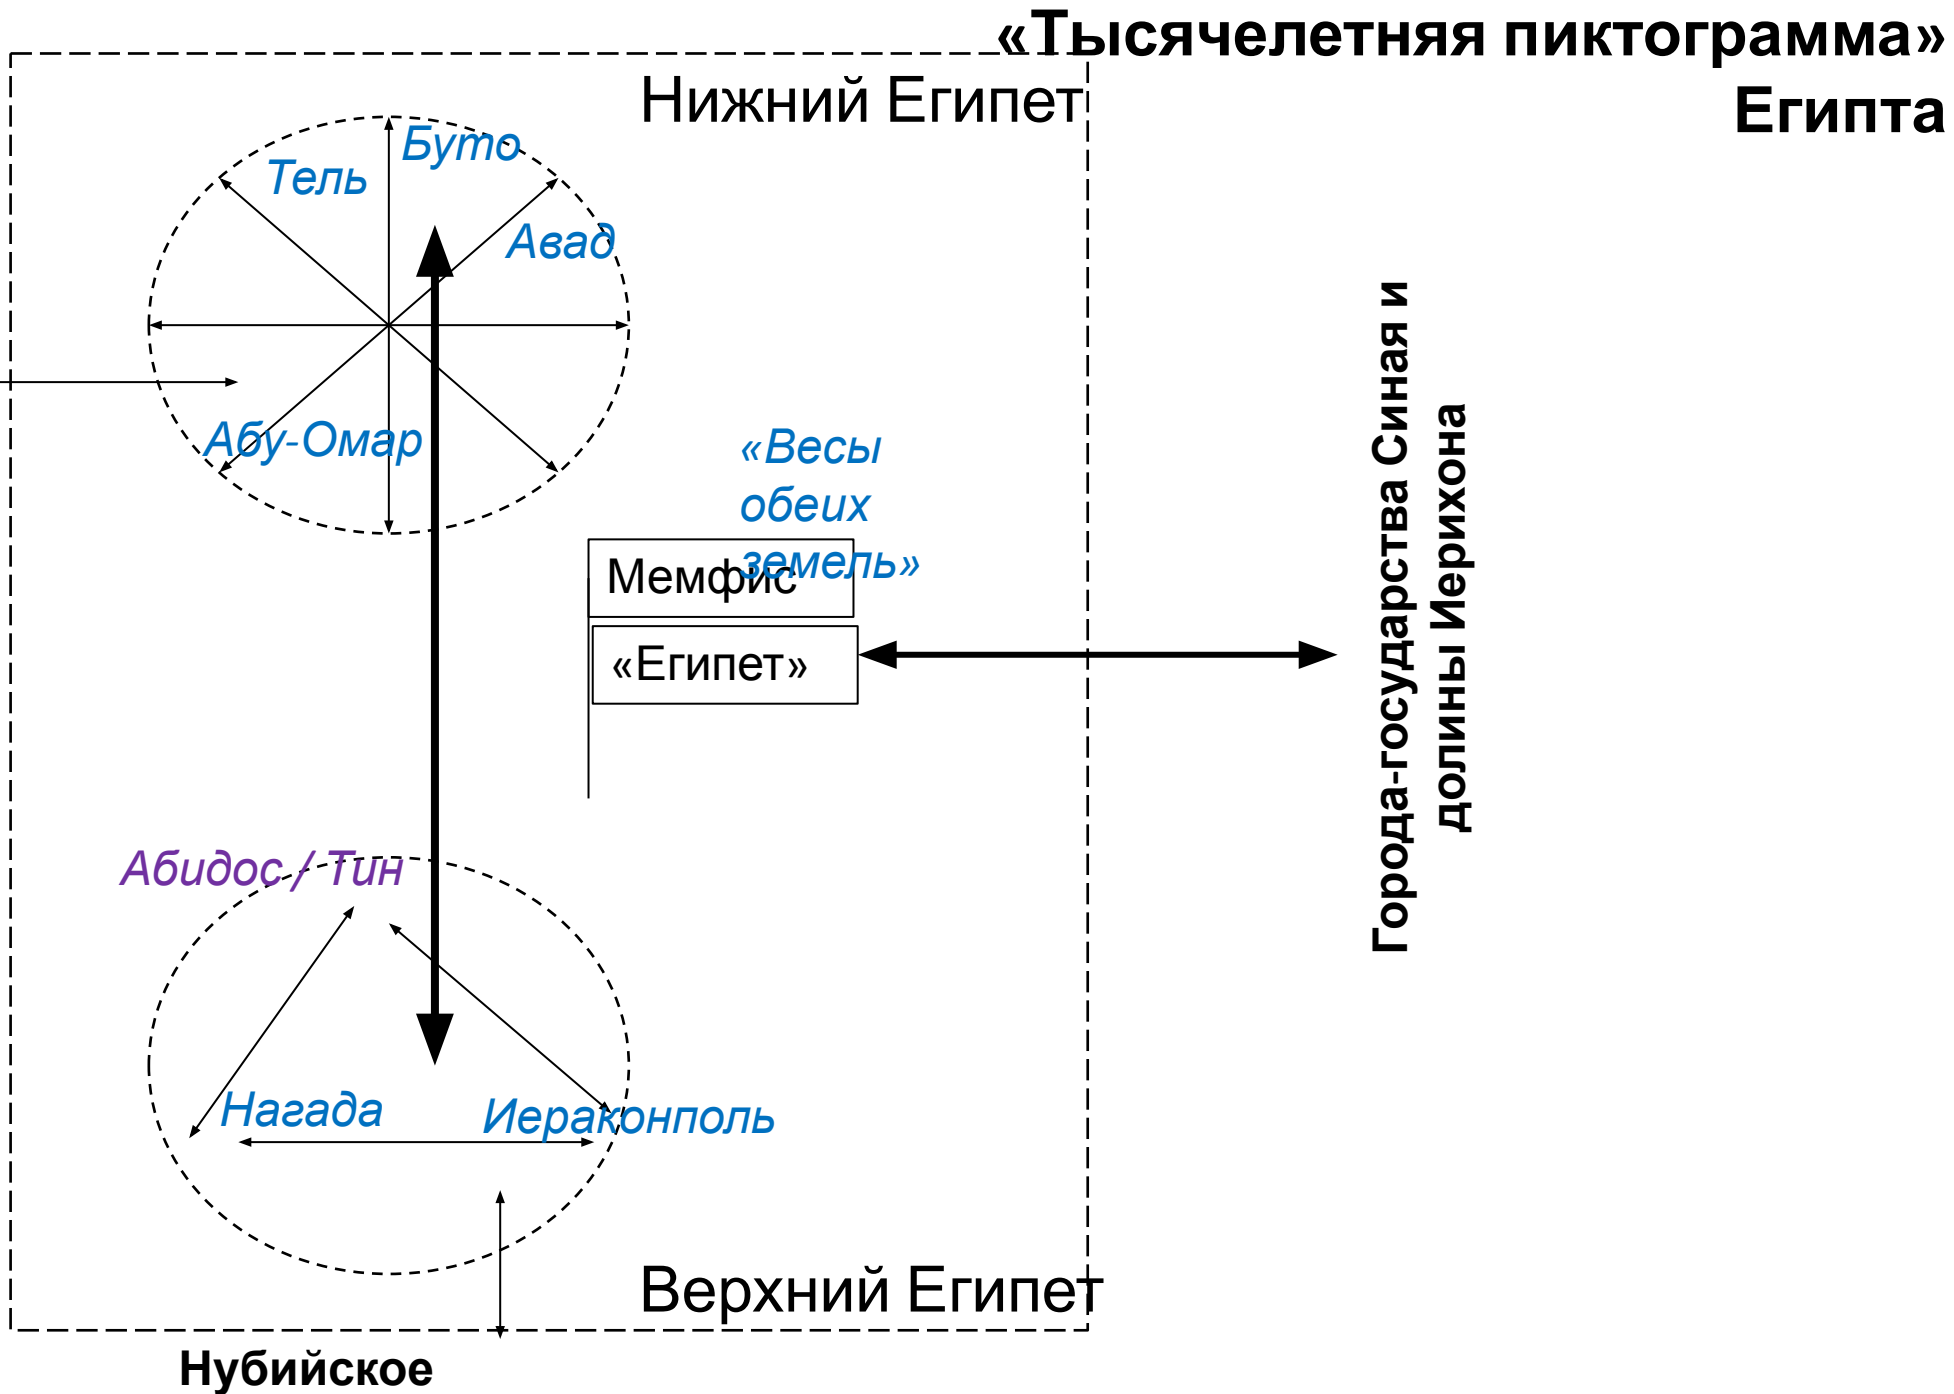 «Тысячелетняя пиктограмма»
Египта
Нижний Египет
Буто
Тель
Авад
Абу-Омар
«Весы
обеих
земель»
Мемфис
«Египет»
Города-государства Синая и
долины Иерихона
Абидос / Тин
Нагада
Иераконполь
Верхний Египет
Нубийское